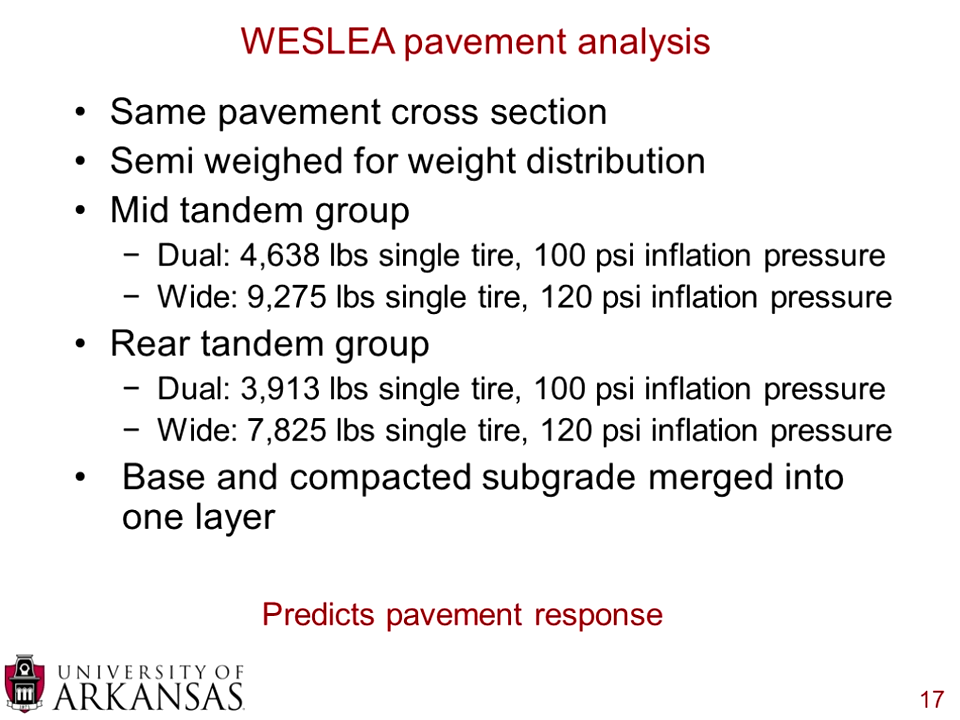 WESLEA pavement analysis
• Same pavement cross section
• Semi weighed for weight distribution
• Mid tandem group
− Dual: 4,638 lbs single tire, 100 psi inflation pressure
− Wide: 9,275 lbs single tire, 120 psi inflation pressure
• Rear tandem group
− Dual: 3,913 lbs single tire, 100 psi inflation pressure
− Wide: 7,825 lbs single tire, 120 psi inflation pressure
• Base and compacted subgrade merged into
one layer
Predicts pavement response
UNIVERSITY OF
ARKANSAS
17